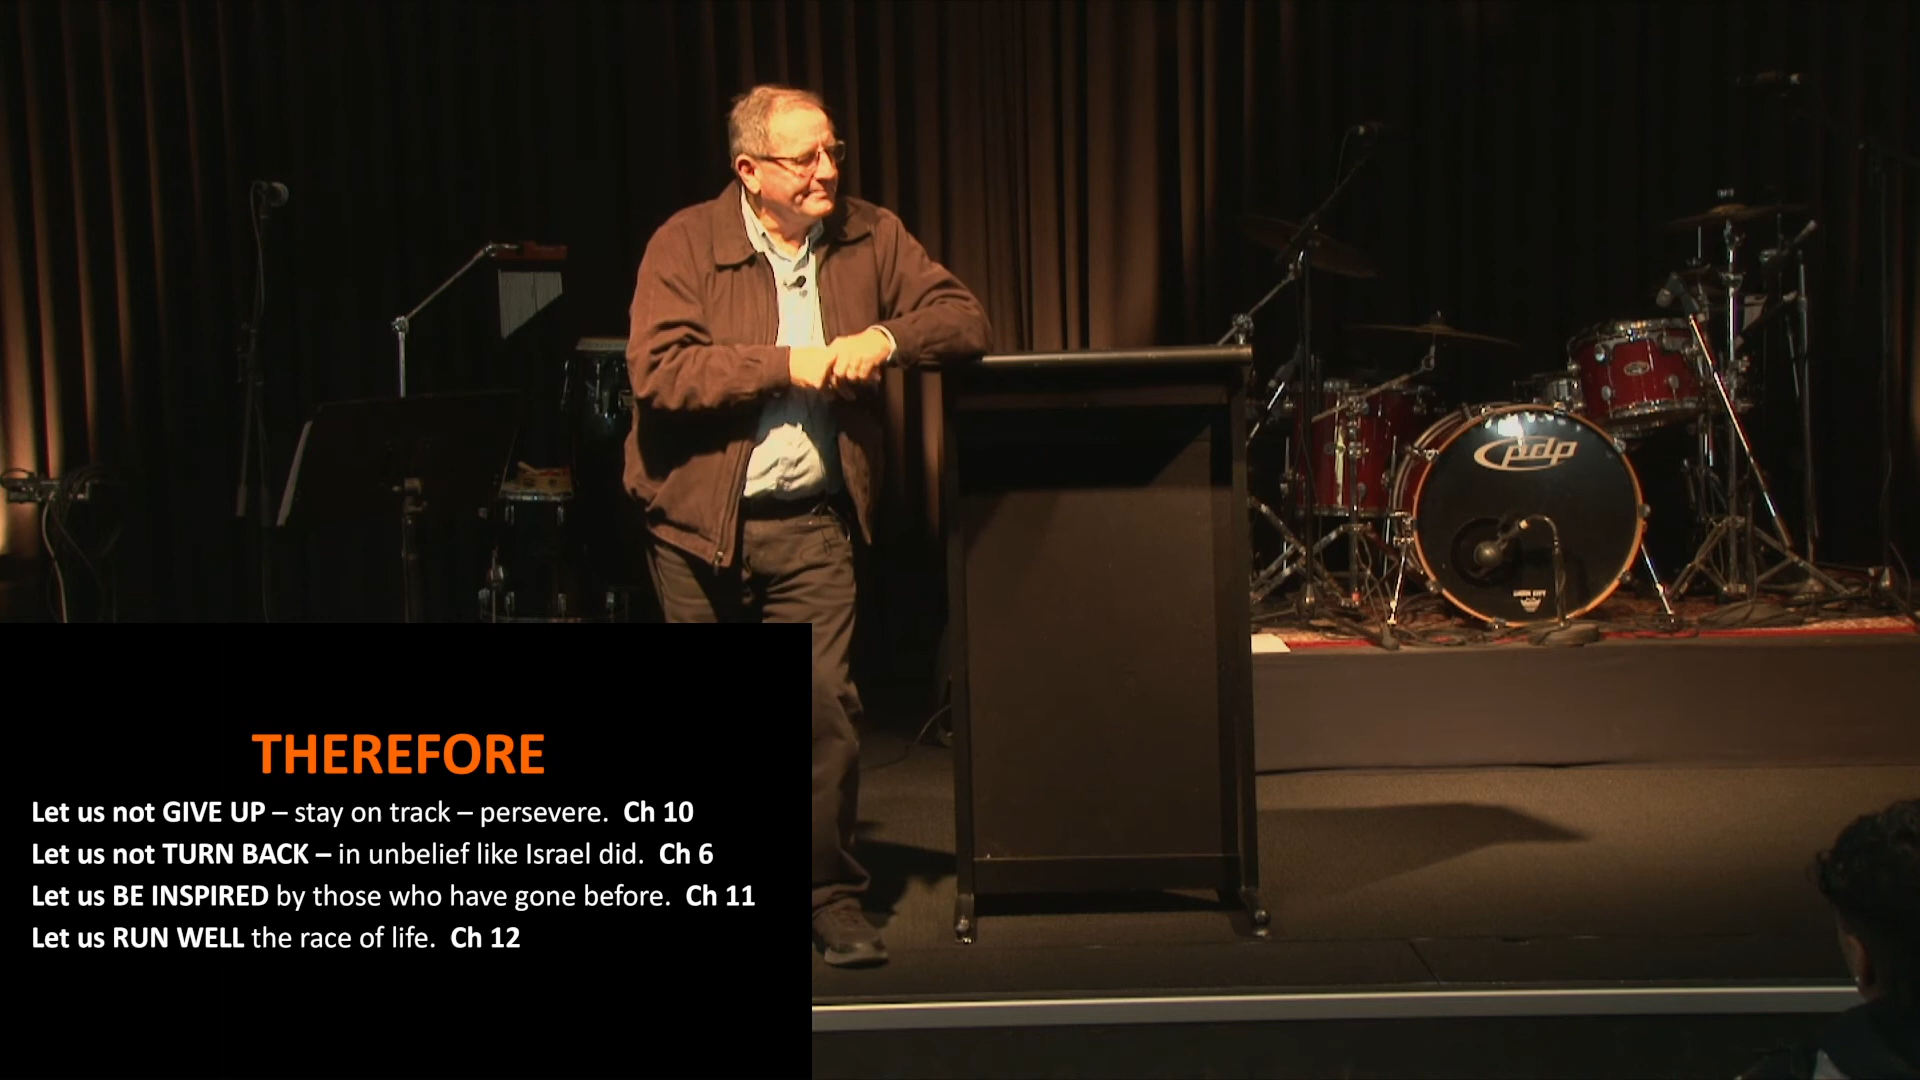 pdp
THEREFORE
Let us not GIVE UP – stay on track – persevere.  Ch 10
Let us not TURN BACK – in unbelief like Israel did.  Ch 6
Let us BE INSPIRED by those who have gone before.  Ch 11
Let us RUN WELL the race of life.  Ch 12